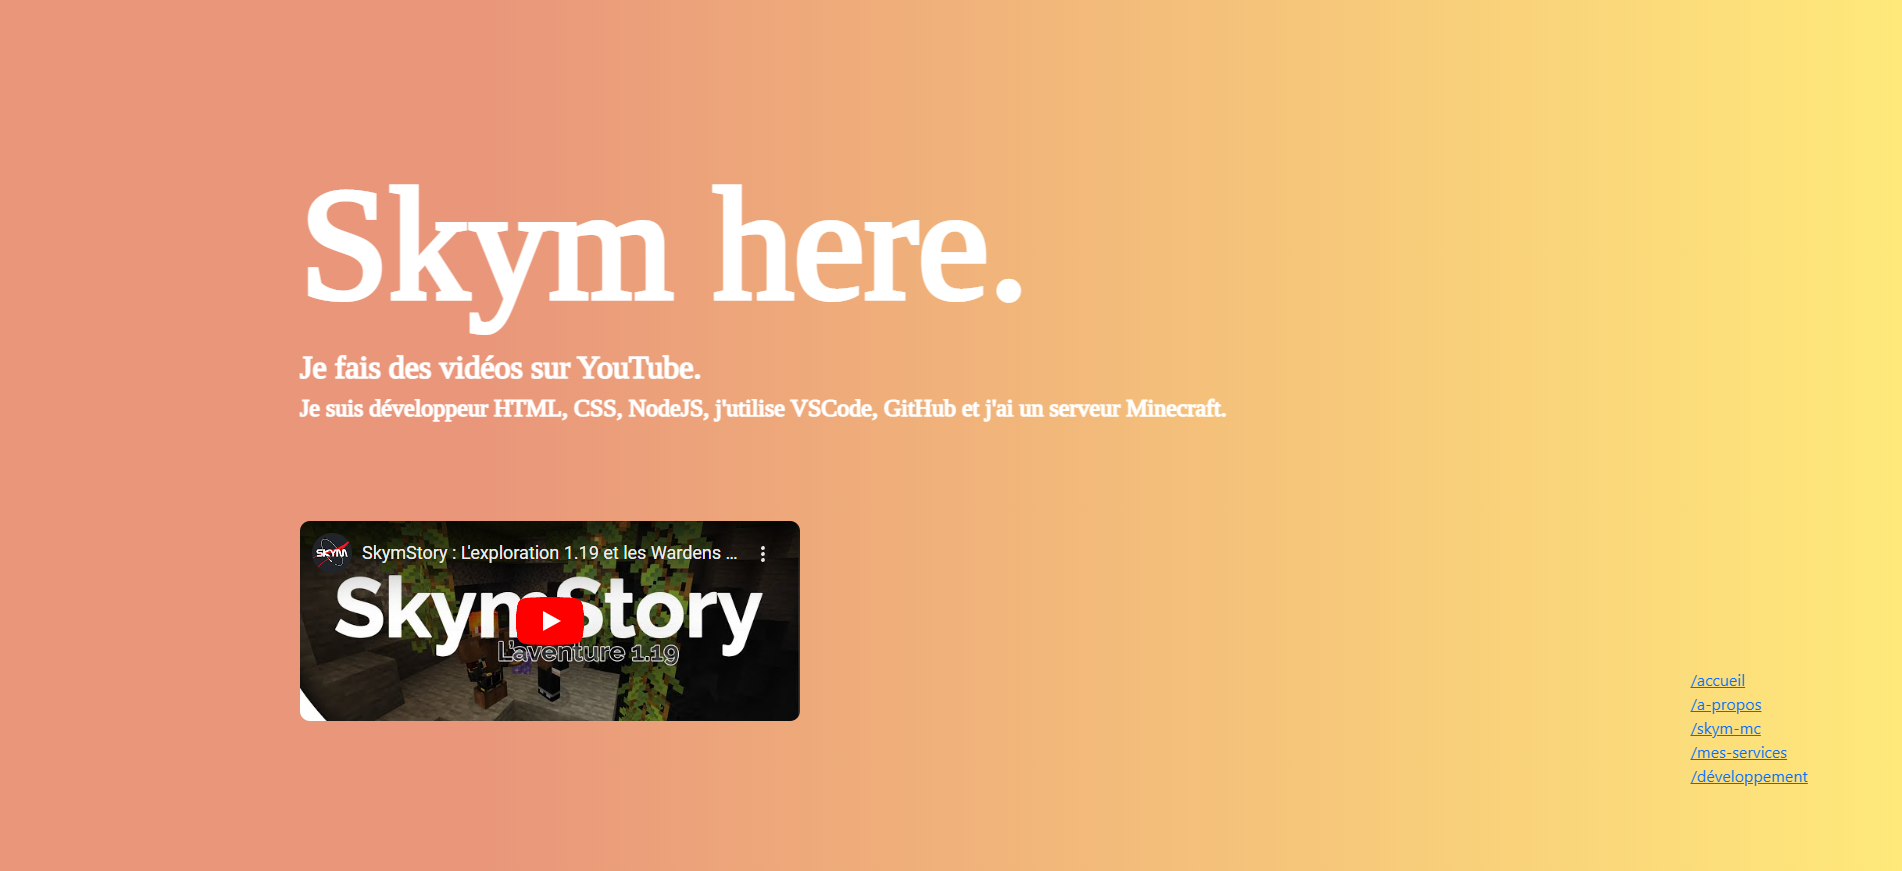 Skym here.
Je fais des vidéos sur YouTube.
Je suis développeur HTML, CSS, NodeJS, j'utilise VSCode, GitHub et j'ai un serveur Minecraft.
SKYM
SkymStory : L'exploration 1.19 et les Wardens ...
SkymStory
L'aventure 1.19
/accueil
/a-propos
/skym-mc
/mes-services
/développement